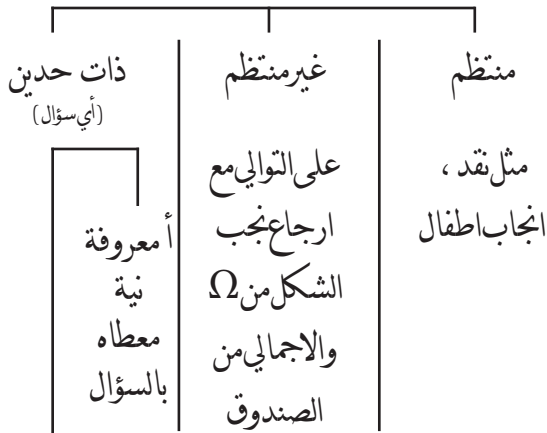 منتظم
مثل نقد ،
انجاب اطفال
غير منتظم
على التوالي مع
ارجاع نجب
الشكل من Ω
والاجمالي من
الصندوق
ذات حدين
(أي سؤال)
أ معروفة
نية
معطاه
بالسؤال